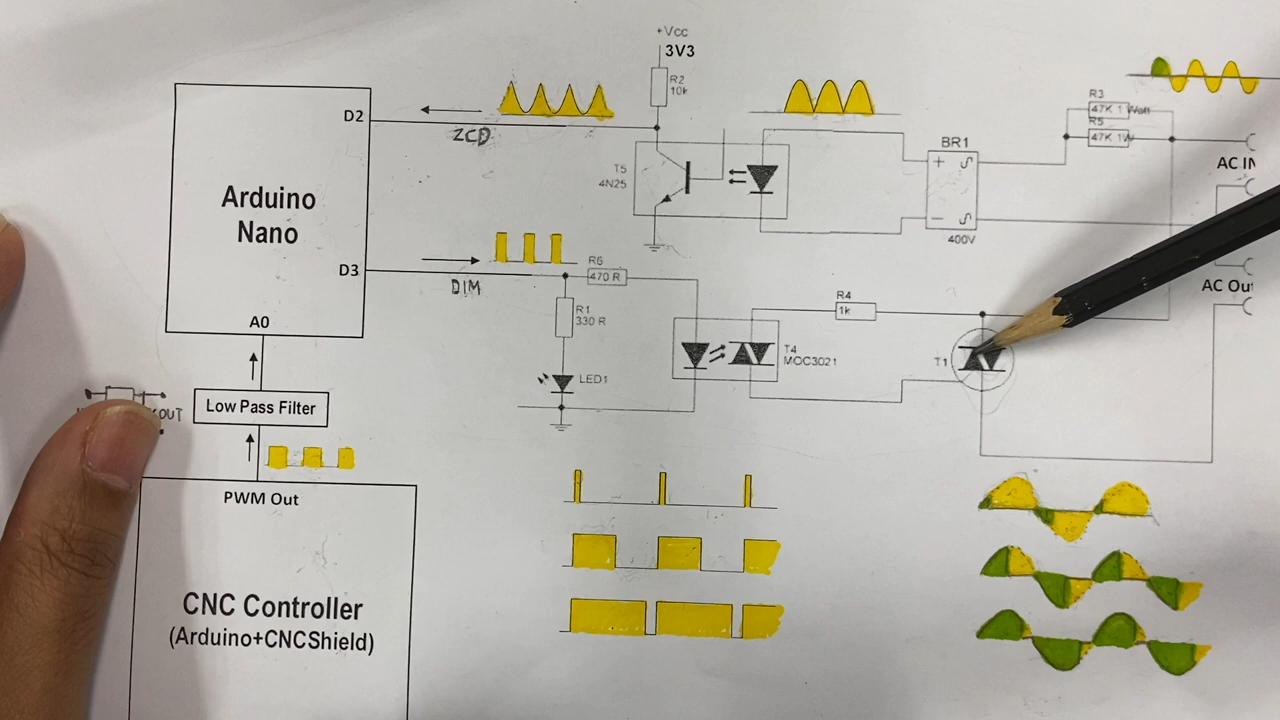 +Vcc
3V3
R2
10k
D2
ZCD
T5
4N25
BR1
400V
R3
47K 1 Watt
R5
47K 1W
AC IN
Arduino
Nano
D3
DIM
R6
470 R
R1
330 R
LED1
R4
1k
T4
MOC3021
T1
AC Out
A0
Low Pass Filter
OUT
PWM Out
CNC Controller
(Arduino+CNCShield)